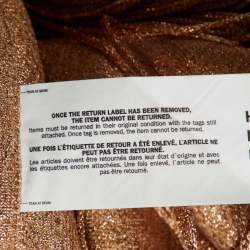 TEAR AT SEAM
ONCE THE RETURN LABEL HAS BEEN REMOVED,
THE ITEM CANNOT BE RETURNED.
Items must be returned in their original condition with the tags still
attached. Once tag is removed, the item cannot be returned.
UNE FOIS L'ÉTIQUETTE DE RETOUR A ÉTÉ ENLEVÉ, L'ARTICLE NE
PEUT PAS ÊTRE RETOURNÉ.
Les articles doivent être retournés dans leur état d'origine et avec
les étiquettes encore attachées. Une fois enlevé, l'article ne peut
pas être retourné.
TEAR AT SEAM